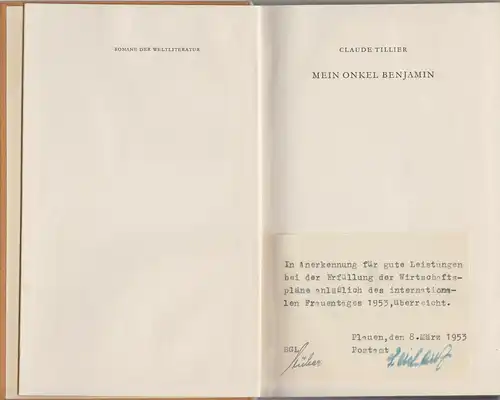 ROMANE DER WELTLITERATUR
CLAUDE TILLIER
MEIN ONKEL BENJAMIN
In Anerkennung für gute Leistungen
bei der Erfüllung der Wirtschafts-
pläne anläßlich des internationa-
len Frauentages 1953,überreicht.
Plauen,den 8.März 1953
BGL
Postamt